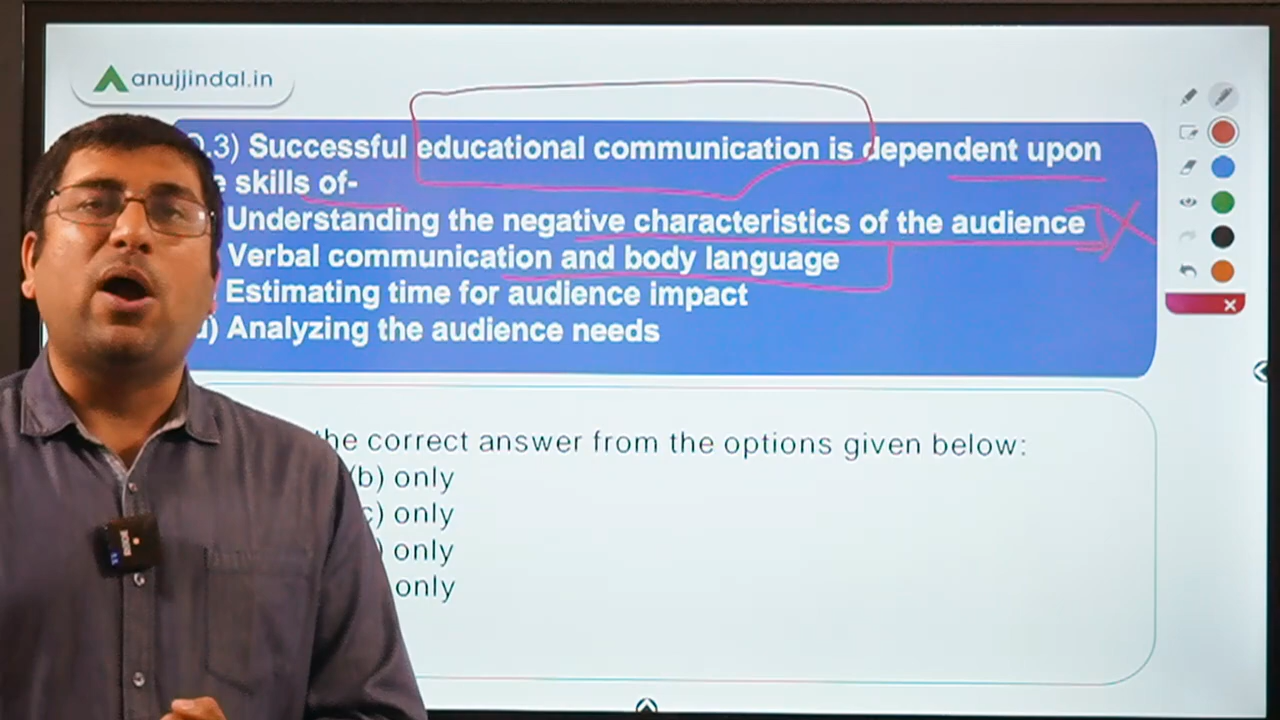 anujjindal.in
.3) Successful educational communication is dependent upon
e skills of-
Understanding the negative characteristics of the audience
Verbal communication and body language
Estimating time for audience impact
) Analyzing the audience needs
the correct answer from the options given below:
(b) only
c) only
) only
only